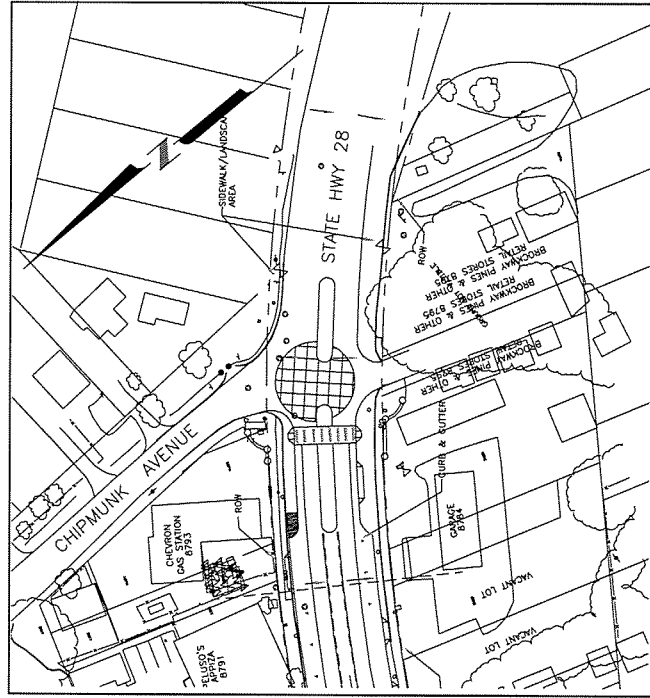 SIDEWALK/LANDSCAPE
AREA
STATE HWY 28
CHIPMUNK AVENUE
ROW
BROCKWAY PINES & OTHER
RETAIL STORES 8795
BROCKWAY PINES & OTHER
RETAIL STORES 8795
BROCKWAY PINES & OTHER
RETAIL STORES
CHEVRON
GAS STATION
8793
ROW
CURB & GUTTER
GARAGE
8784
PELUSO'S
8791
VACANT LOT
VACANT LOT